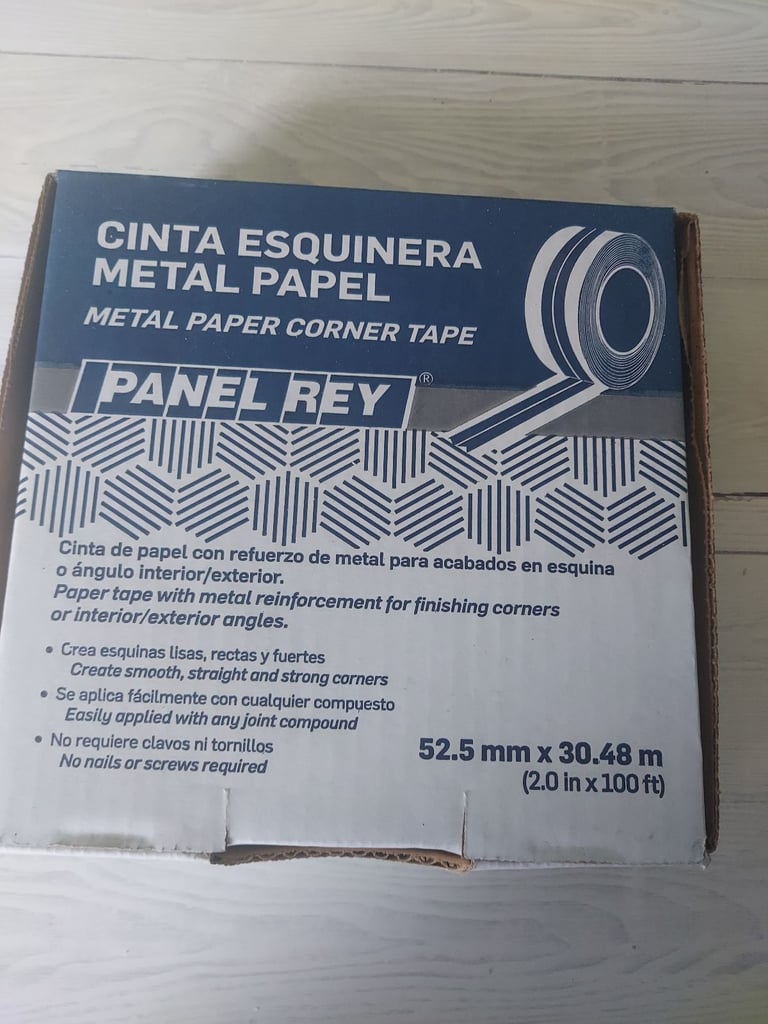 CINTA ESQUINERA
METAL PAPEL
METAL PAPER CORNER TAPE
PANEL REY ®
Cinta de papel con refuerzo de metal para acabados en esquina
o ángulo interior/exterior.
Paper tape with metal reinforcement for finishing corners
or interior/exterior angles.
• Crea esquinas lisas, rectas y fuertes
Create smooth, straight and strong corners
• Se aplica fácilmente con cualquier compuesto
Easily applied with any joint compound
• No requiere clavos ni tornillos
No nails or screws required
52.5 mm x 30.48 m
(2.0 in x 100 ft)